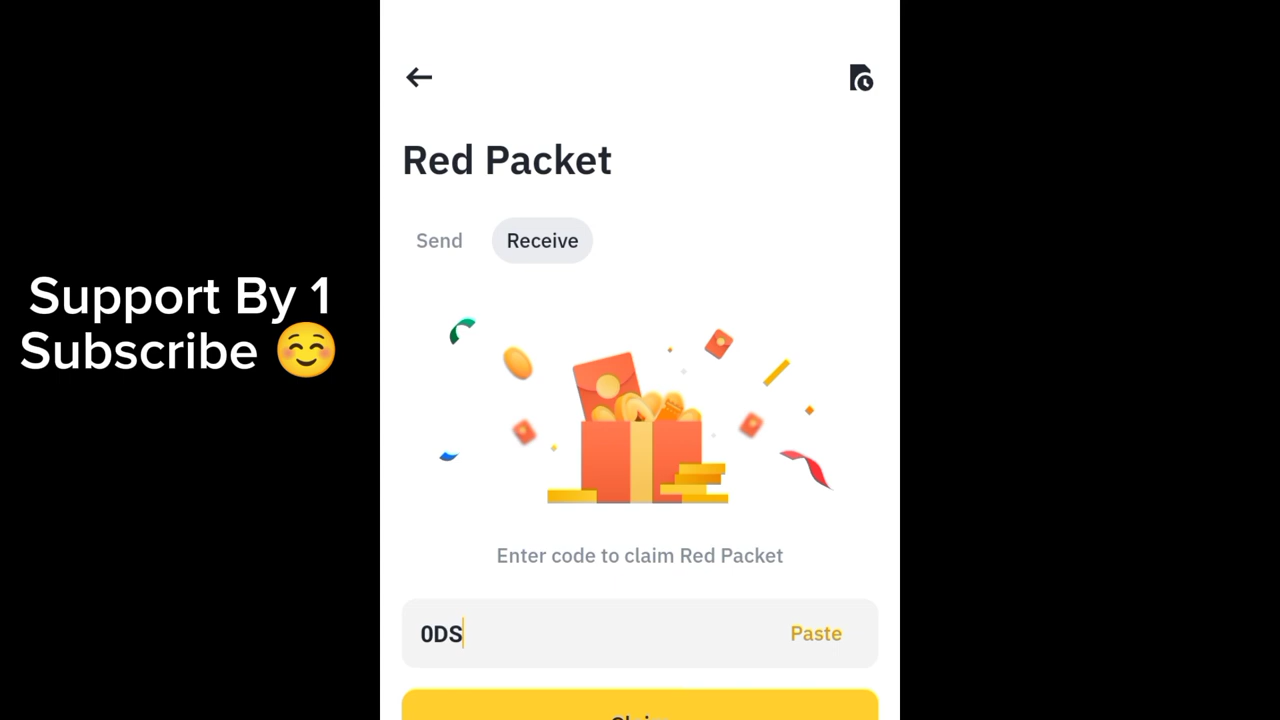 Red Packet
Send
Receive
Support By 1
Subscribe ☺️
Enter code to claim Red Packet
0DS
Paste